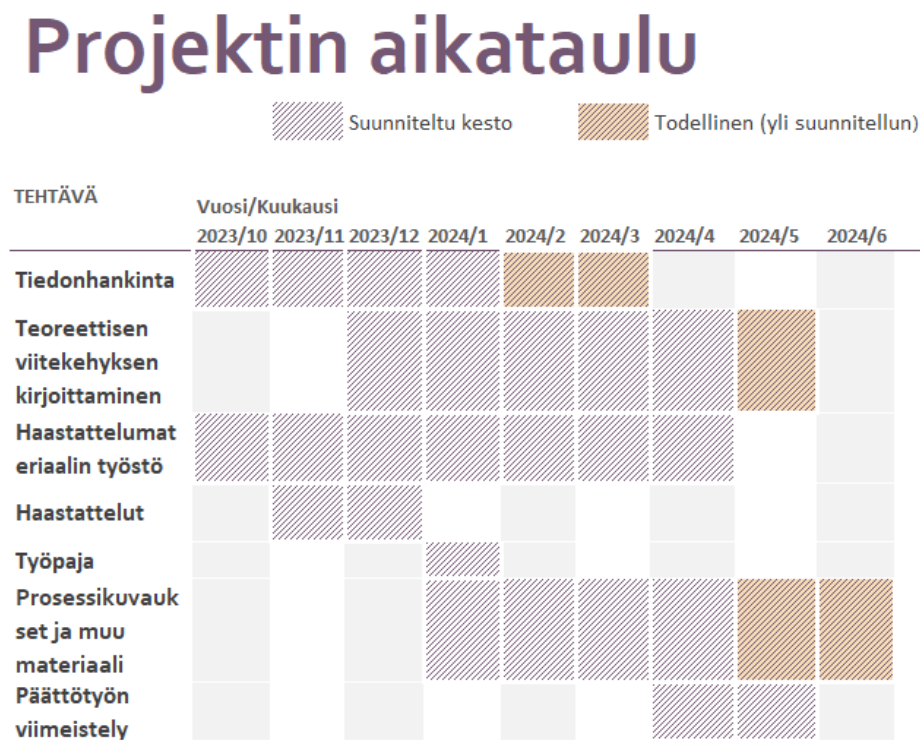 Projektin aikataulu
Suunniteltu kesto
Todellinen (yli suunnitellun)
TEHTÄVÄ
Vuosi/Kuukausi
2023/10 2023/11 2023/12 2024/1 2024/2 2024/3 2024/4 2024/5 2024/6
Tiedonhankinta
Teoreettisen
viitekehyksen
kirjoittaminen
Haastattelumat
eriaalin työstö
Haastattelut
Työpaja
Prosessikuvauk
set ja muu
materiaali
Päättötyön
viimeistely